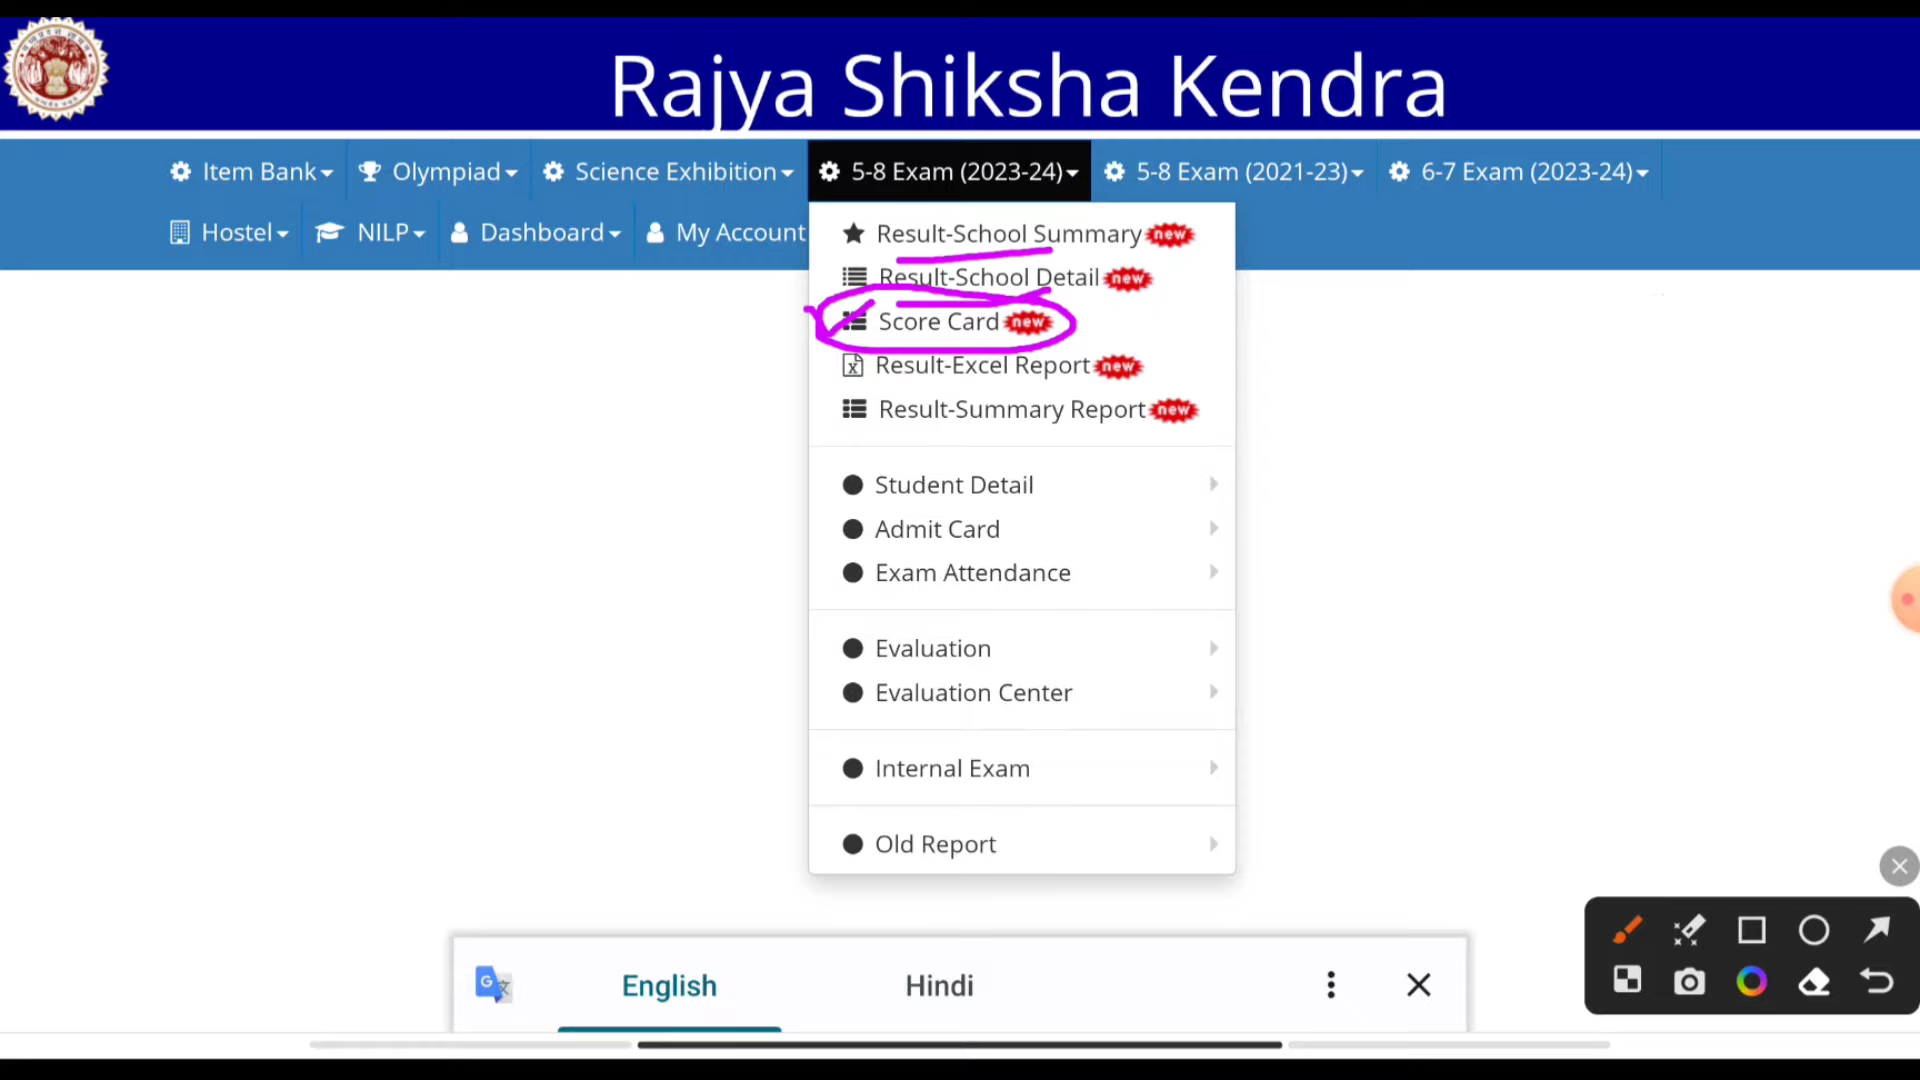 Rajya Shiksha Kendra
Item Bank Olympiad Science Exhibition 5-8 Exam (2023-24) 5-8 Exam (2021-23) 6-7 Exam (2023-24)
Hostel NILP Dashboard My Account
Result-School Summary new
Result-School Detail new
Score Card new
Result-Excel Report new
Result-Summary Report new
Student Detail
Admit Card
Exam Attendance
Evaluation
Evaluation Center
Internal Exam
Old Report
English Hindi